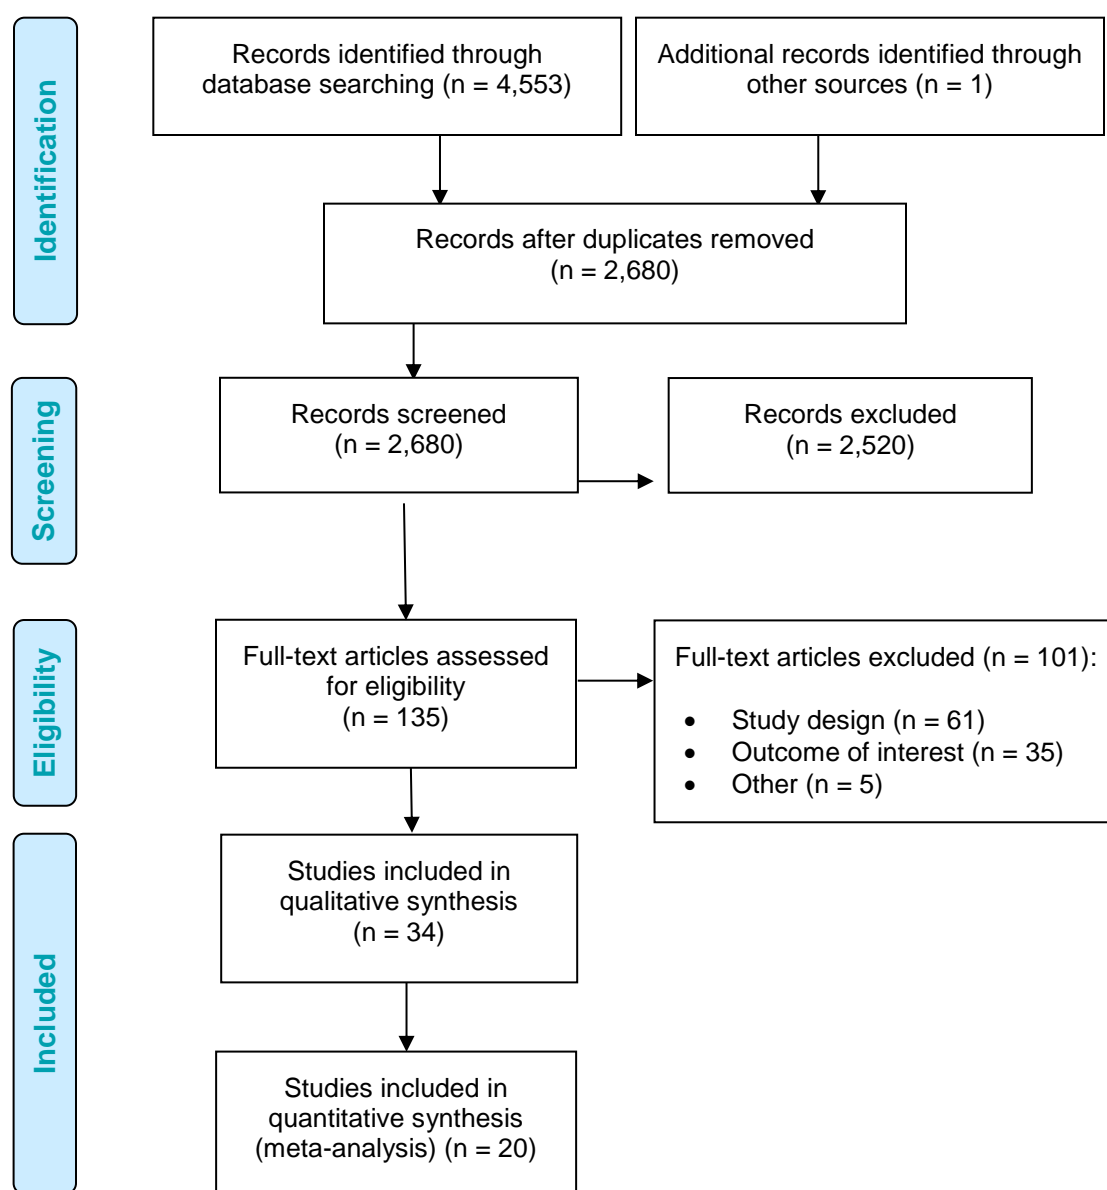 Identification
Records identified through
database searching (n = 4,553)
Additional records identified through
other sources (n = 1)
Records after duplicates removed
(n = 2,680)
Screening
Records screened
(n = 2,680)
Records excluded
(n = 2,520)
Eligibility
Full-text articles assessed
for eligibility
(n = 135)
Full-text articles excluded (n = 101):
• Study design (n = 61)
• Outcome of interest (n = 35)
• Other (n = 5)
Included
Studies included in
qualitative synthesis
(n = 34)
Studies included in
quantitative synthesis
(meta-analysis) (n = 20)